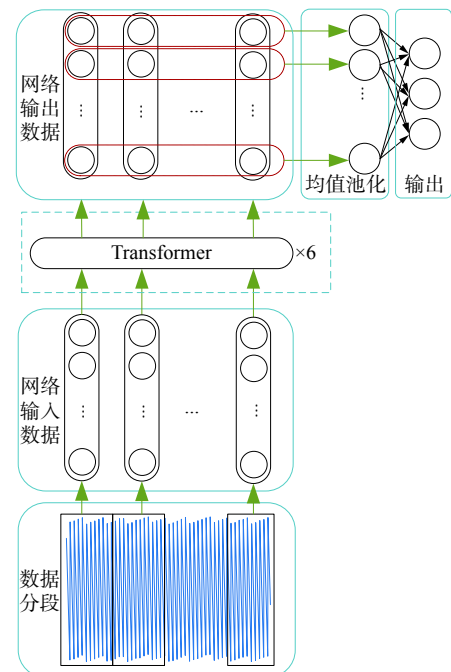 网络
输出
数据
均值池化
输出
Transformer
×6
网络
输入
数据
数据
分段